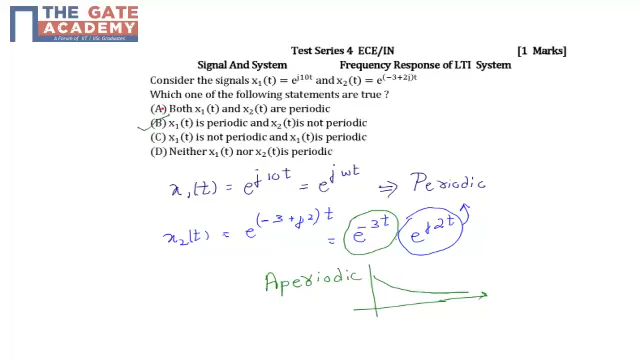 THE GATE
ACADEMY
A Forum of IIT / IISC Graduates
Test Series 4 ECE/IN [1 Marks]
Signal And System Frequency Response of LTI System
Consider the signals x₁(t) = e^j10t and x₂(t) = e^(−3+2j)t
Which one of the following statements are true ?
(A) Both x₁(t) and x₂(t) are periodic
(B) x₁(t) is periodic and x₂(t) is not periodic
(C) x₁(t) is not periodic and x₁(t) is periodic
(D) Neither x₁(t) nor x₂(t) is periodic
x₁(t) = e^j10t = e^jωt ⇒ Periodic
x₂(t) = e^(−3+j2)t = e^−3t e^j2t
Aperiodic